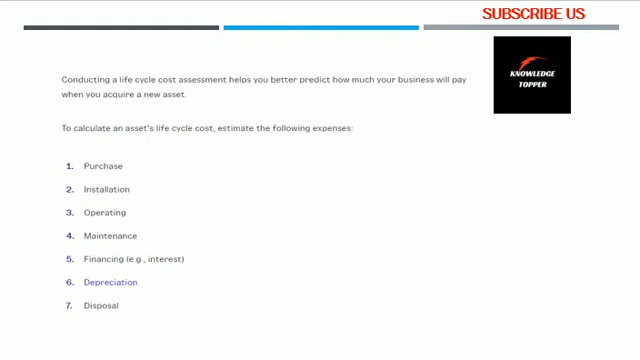 SUBSCRIBE US
KNOWLEDGE
TOPPER
Conducting a life cycle cost assessment helps you better predict how much your business will pay
when you acquire a new asset.
To calculate an asset's life cycle cost, estimate the following expenses:
1. Purchase
2. Installation
3. Operating
4. Maintenance
5. Financing (e.g., interest)
6. Depreciation
7. Disposal